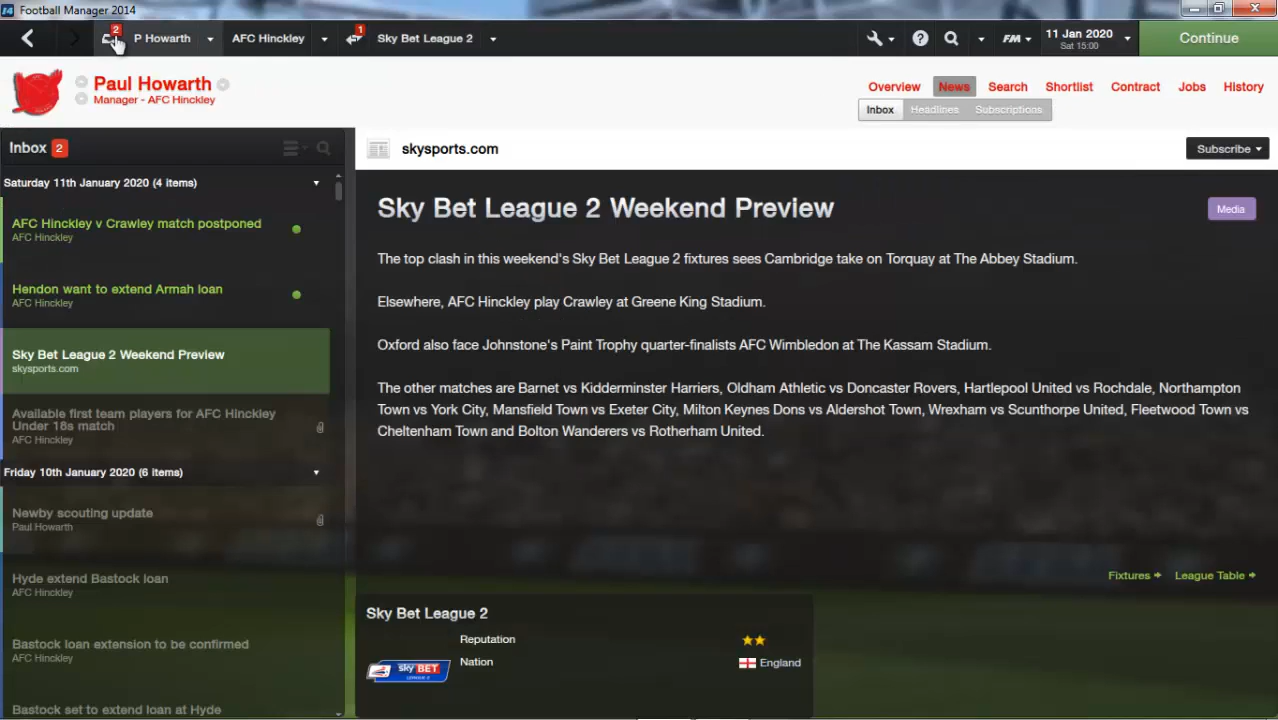 Football Manager 2014
2
P Howarth
AFC Hinckley
1
Sky Bet League 2
FM
11 Jan 2020
Sat 15:00
Continue
Paul Howarth
Manager - AFC Hinckley
Overview
News
Search
Shortlist
Contract
Jobs
History
Inbox
Headlines
Subscriptions
Inbox 2
skysports.com
Subscribe
Saturday 11th January 2020 (4 items)
AFC Hinckley v Crawley match postponed
AFC Hinckley
Hendon want to extend Armah loan
AFC Hinckley
Sky Bet League 2 Weekend Preview
skysports.com
Available first team players for AFC Hinckley
Under 18s match
AFC Hinckley
Friday 10th January 2020 (6 items)
Newby scouting update
Paul Howarth
Hyde extend Bastock loan
AFC Hinckley
Bastock loan extension to be confirmed
AFC Hinckley
Bastock set to extend loan at Hyde
Sky Bet League 2 Weekend Preview
Media
The top clash in this weekend's Sky Bet League 2 fixtures sees Cambridge take on Torquay at The Abbey Stadium.
Elsewhere, AFC Hinckley play Crawley at Greene King Stadium.
Oxford also face Johnstone's Paint Trophy quarter-finalists AFC Wimbledon at The Kassam Stadium.
The other matches are Barnet vs Kidderminster Harriers, Oldham Athletic vs Doncaster Rovers, Hartlepool United vs Rochdale, Northampton
Town vs York City, Mansfield Town vs Exeter City, Milton Keynes Dons vs Aldershot Town, Wrexham vs Scunthorpe United, Fleetwood Town vs
Cheltenham Town and Bolton Wanderers vs Rotherham United.
Fixtures
League Table
Sky Bet League 2
Reputation
Nation
England
sky BET
LEAGUE 2